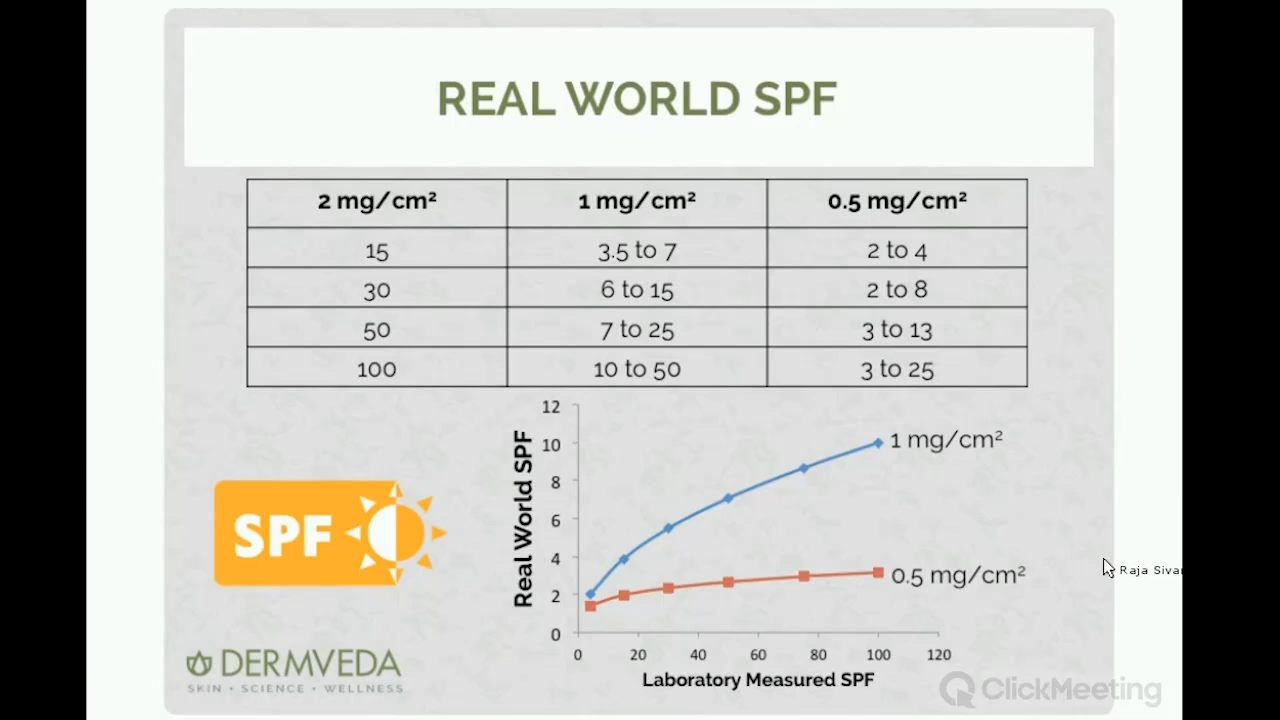 REAL WORLD SPF
2 mg/cm² 1 mg/cm² 0.5 mg/cm²
15 3.5 to 7 2 to 4
30 6 to 15 2 to 8
50 7 to 25 3 to 13
100 10 to 50 3 to 25
SPF
Real World SPF
12
10
8
6
4
2
0
1 mg/cm²
0.5 mg/cm²
0 20 40 60 80 100 120
Laboratory Measured SPF
Raja Sivar
DERMVEDA
SKIN • SCIENCE • WELLNESS
ClickMeeting